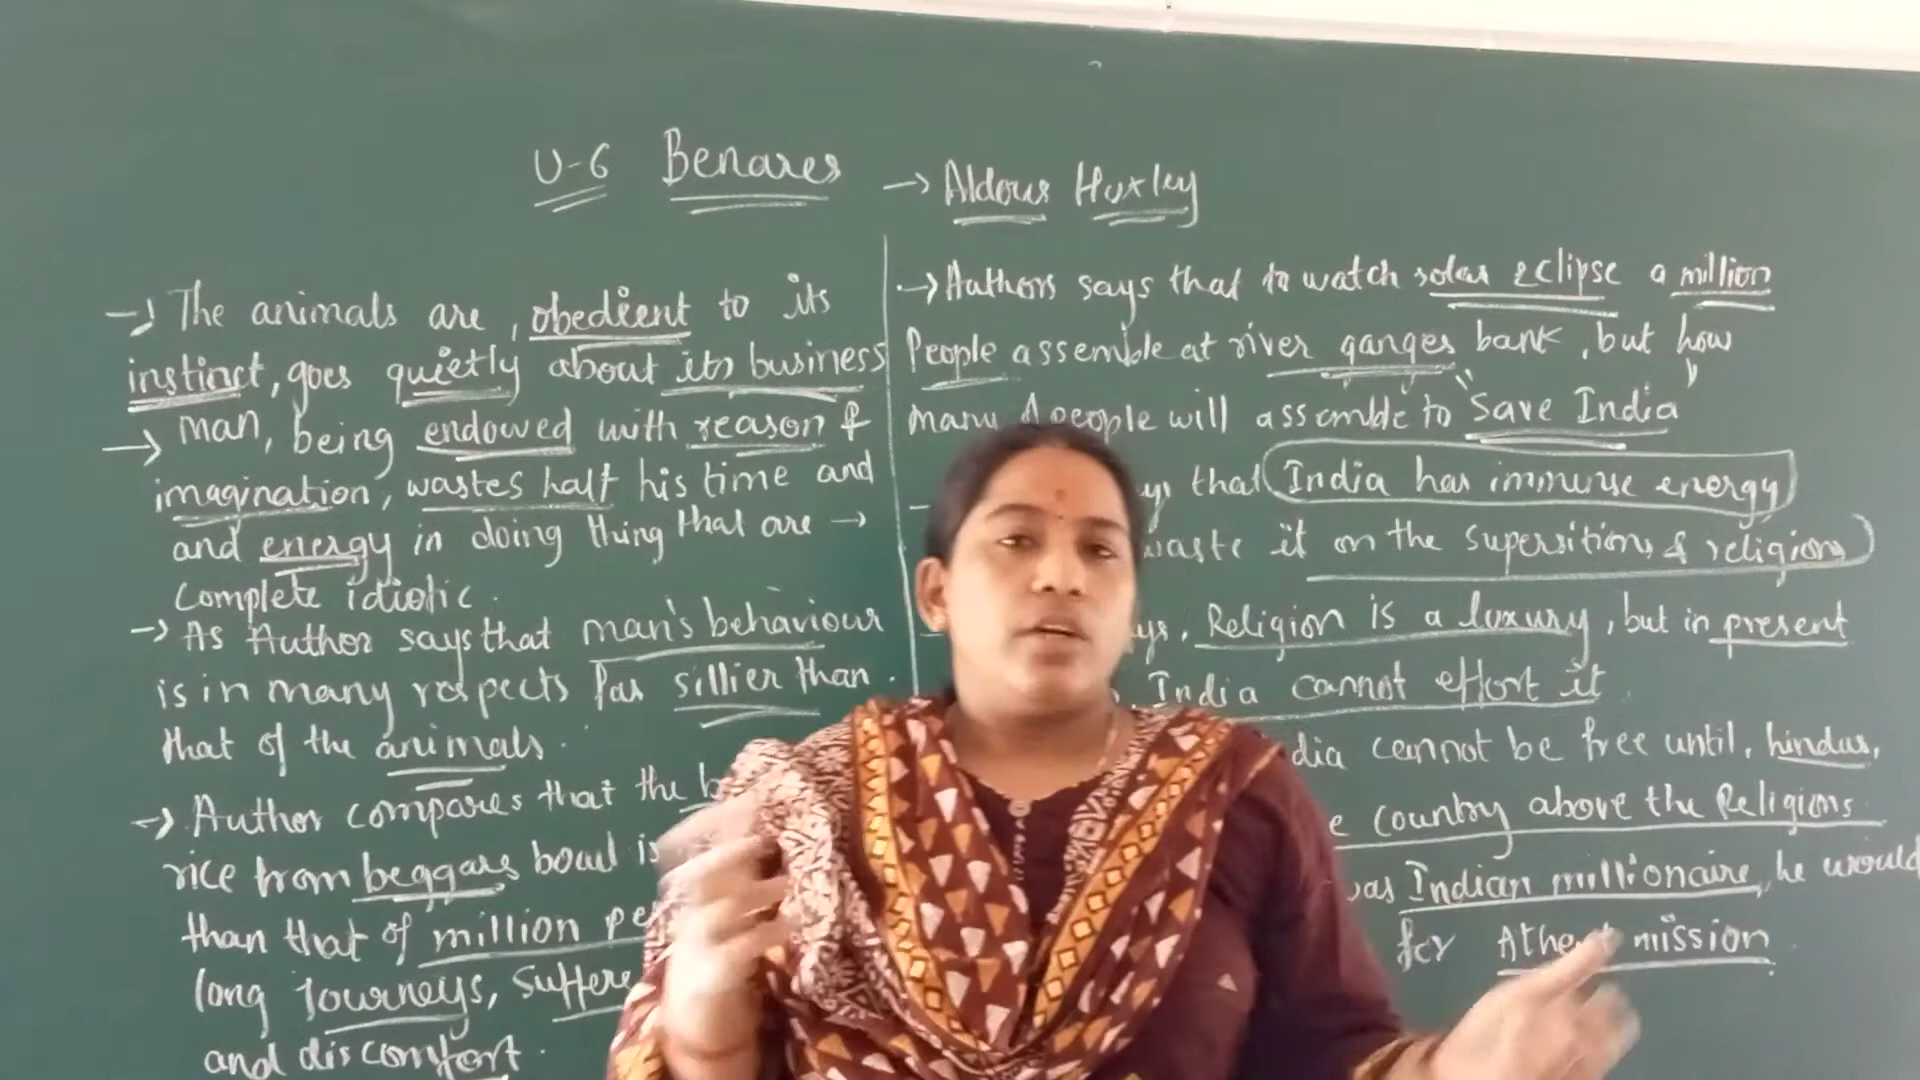 U-6 Benares → Aldous Huxley
→ The animals are, obedient to its
instinct, goes quietly about its business
→ man, being endowed with reason &
imagination, wastes half his time and
and energy in doing thing that are →
complete idiotic.
→ As Author says that man's behaviour
is in many respects far sillier than.
that of the animals.
→ Author compares that the
rice from beggars bowl is
than that of million
long journeys,
and discomfort.
→ Authors says that to watch solar eclipse a million
People assemble at river ganges bank, but how
many people will assemble to "Save India"
that India has immense energy
waste it on the supersitions & religion
Religion is a luxury, but in present
India cannot effort it.
cannot be free until, hindus,
country above the Religions.
was Indian millionaire, he would
for mission.